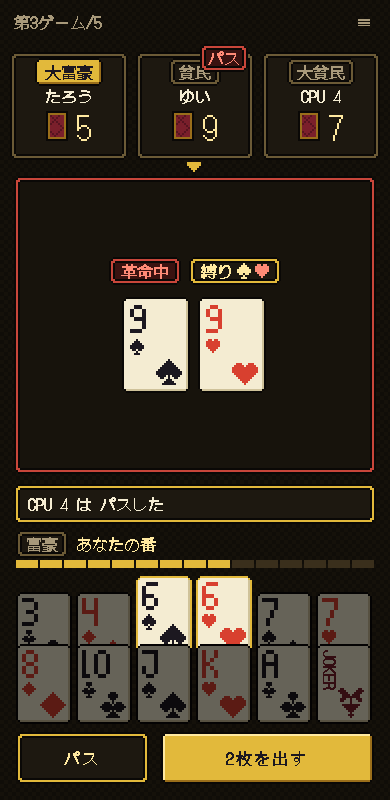 第3ゲーム/5
パス
大富豪 貧民 大貧民
たろう ゆい CPU 4
5 9 7
革命中 縛り♠♥
9♠ 9♥
CPU 4 は パスした
富豪 あなたの番
3♣ 4♦ 6♠ 6♥ 7♠ 7♥
8♦ 10♣ J♠ K♥ A♣ JOKER
パス 2枚を出す